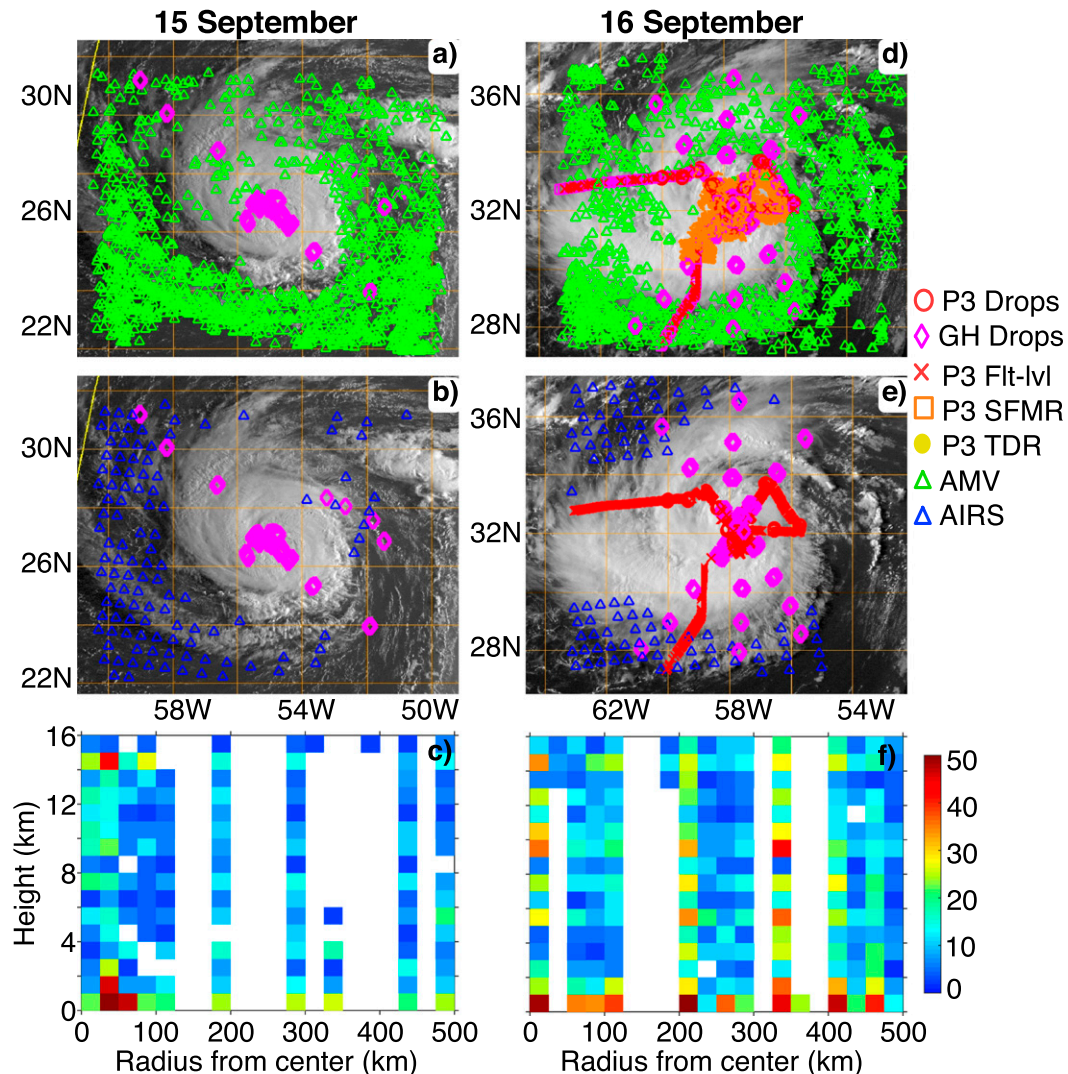 15 September
16 September
a)
30N
26N
22N
d)
36N
32N
28N
P3 Drops
GH Drops
P3 Flt-lvl
P3 SFMR
P3 TDR
AMV
AIRS
b)
30N
26N
22N
58W 54W 50W
e)
36N
32N
28N
62W 58W 54W
c)
16
12
8
4
0
Height (km)
0 100 200 300 400 500
Radius from center (km)
f)
0 100 200 300 400 500
Radius from center (km)
50
40
30
20
10
0